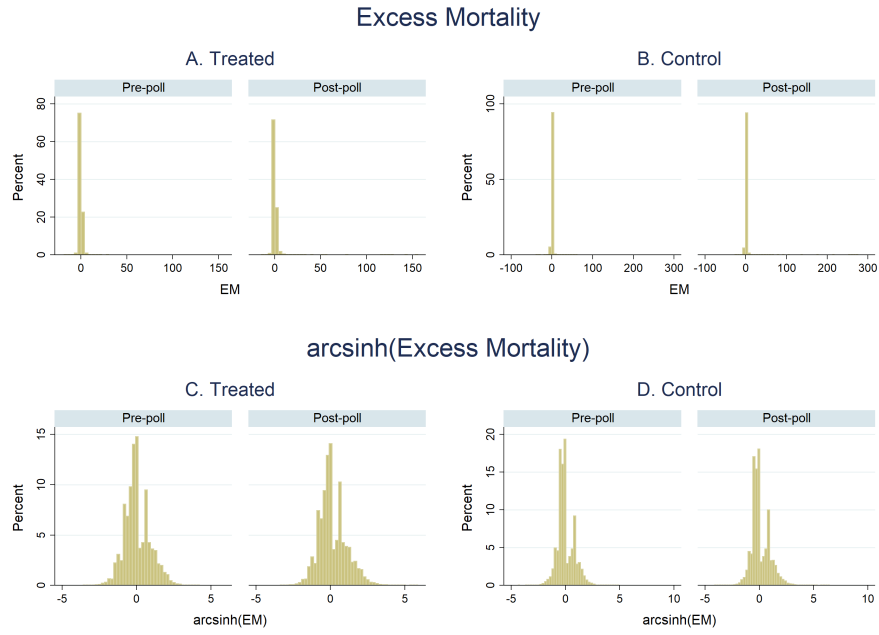 Excess Mortality
A. Treated
B. Control
Pre-poll Post-poll
Pre-poll Post-poll
Percent
80
60
40
20
0
0 50 100 150
0 50 100 150
EM
Percent
100
50
0
-100 0 100 200 300
-100 0 100 200 300
EM
arcsinh(Excess Mortality)
C. Treated
D. Control
Pre-poll Post-poll
Pre-poll Post-poll
Percent
15
10
5
0
-5 0 5
-5 0 5
arcsinh(EM)
Percent
20
15
10
5
0
-5 0 5 10
-5 0 5 10
arcsinh(EM)